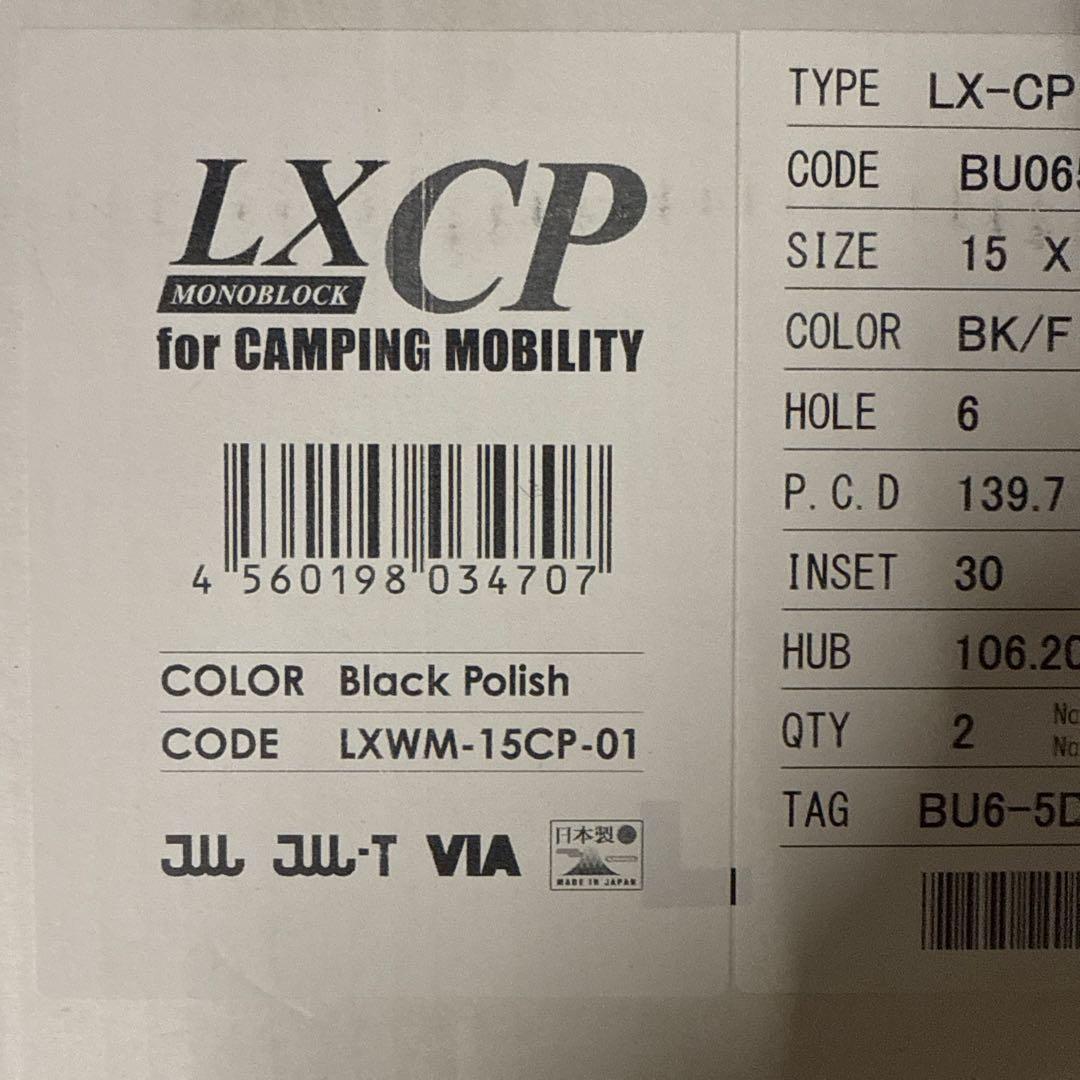 LX CP
MONOBLOCK
for CAMPING MOBILITY
4 560198 034707
COLOR Black Polish
CODE LXWM-15CP-01
JWL JWL-T VIA
日本製
MADE IN JAPAN
TYPE LX-CP
CODE BU065
SIZE 15 X
COLOR BK/F
HOLE 6
P.C.D 139.7
INSET 30
HUB 106.20
QTY 2
No
No
TAG BU6-5D